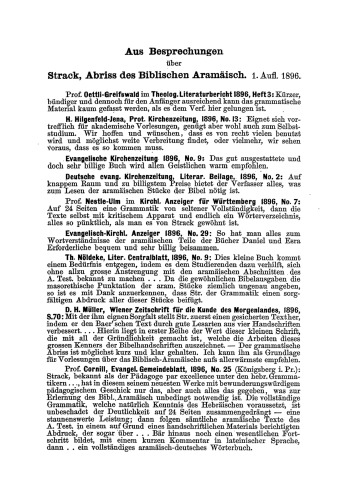 Aus Besprechungen
über
Strack, Abriss des Biblischen Aramäisch. 1. Aufl. 1896.
Prof. Oettli-Greifswald im Theolog. Literaturbericht 1896, Heft 3: Kürzer,
bündiger und dennoch für den Anfänger ausreichend kann das grammatische
Material kaum gefasst werden, als es dem Verf. hier gelungen ist.
H. Hilgenfeld-Jena, Prot. Kirchenzeitung, 1896, No. 13: Eignet sich vor-
trefflich für akademische Vorlesungen, genügt aber wohl auch zum Selbst-
studium. Wir hoffen und wünschen, dass es von recht vielen benutzt
wird und möglichst weite Verbreitung findet, oder vielmehr, wir sehen
voraus, dass es so kommen muss.
Evangelische Kirchenzeitung 1896, No. 9: Das gut ausgestattete und
doch sehr billige Buch wird allen Geistlichen warm empfohlen.
Deutsche evang. Kirchenzeitung, Literar. Beilage, 1896, No. 2: Auf
knappem Raum und zu billigstem Preise bietet der Verfasser alles, was
zum Lesen der aramäischen Stücke der Bibel nötig ist.
Prof. Nestle-Ulm im Kirchl. Anzeiger für Württemberg 1896, No. 7:
Auf 24 Seiten eine Grammatik von seltener Vollständigkeit, dann die
Texte selbst mit kritischem Apparat und endlich ein Wörterverzeichnis,
alles so pünktlich, als man es von Strack gewöhnt ist.
Evangelisch-Kirchl. Anzeiger 1896, No. 29: So hat man alles zum
Wortverständnisse der aramäischen Teile der Bücher Daniel und Esra
Erforderliche bequem und sehr billig beisammen.
Th. Nöldeke, Liter. Centralblatt, 1896, No. 9: Dies kleine Buch kommt
einem Bedürfnis entgegen, indem es den Studierenden dazu verhilft, sich
ohne allzu grosse Anstrengung mit den aramäischen Abschnitten des
A. Test. bekannt zu machen . . . Da die gewöhnlichen Bibelausgaben die
masorethische Punktation der aram. Stücke ziemlich ungenau angeben,
so ist es mit Dank anzuerkennen, dass Str. der Grammatik einen sorg-
fältigen Abdruck aller dieser Stücke beifügt.
D. H. Müller, Wiener Zeitschrift für die Kunde des Morgenlandes, 1896,
S. 70: Mit der ihm eignen Sorgfalt stellt Str. zuerst einen gesicherten Text her,
indem er den Baer'schen Text durch gute Lesarten aus vier Handschriften
verbessert. . . . Hierin liegt in erster Reihe der Wert dieser kleinen Schrift,
die mit all der Gründlichkeit gemacht ist, welche die Arbeiten dieses
grossen Kenners der Bibelhandschriften auszeichnet. — Der grammatische
Abriss ist möglichst kurz und klar gehalten. Ich kann ihn als Grundlage
für Vorlesungen über das Biblisch-Aramäische aufs allerwärmste empfehlen.
Prof. Cornill, Evangel. Gemeindeblatt, 1896, No. 25 (Königsberg i. Pr.):
Strack, bekannt als der Pädagoge par excellence unter den hebr. Gramma-
tikern . . ., hat in diesem seinem neuesten Werke mit bewunderungswürdigem
pädagogischem Geschick nur das, aber auch alles das gegeben, was zur
Erlernung des Bibl. Aramäisch unbedingt notwendig ist. Die vollständige
Grammatik, welche natürlich Kenntnis des Hebräischen voraussetzt, ist
unbeschadet der Deutlichkeit auf 24 Seiten zusammengedrängt — eine
staunenswerte Leistung; dann folgen sämtliche aramäische Texte des
A. Test. in einem auf Grund eines handschriftlichen Materials berichtigten
Abdruck, der sogar über . . . Bär hinaus noch einen wesentlichen Fort-
schritt bildet, mit einem kurzen Kommentar in lateinischer Sprache,
dann . . ein vollständiges aramäisch-deutsches Wörterbuch.